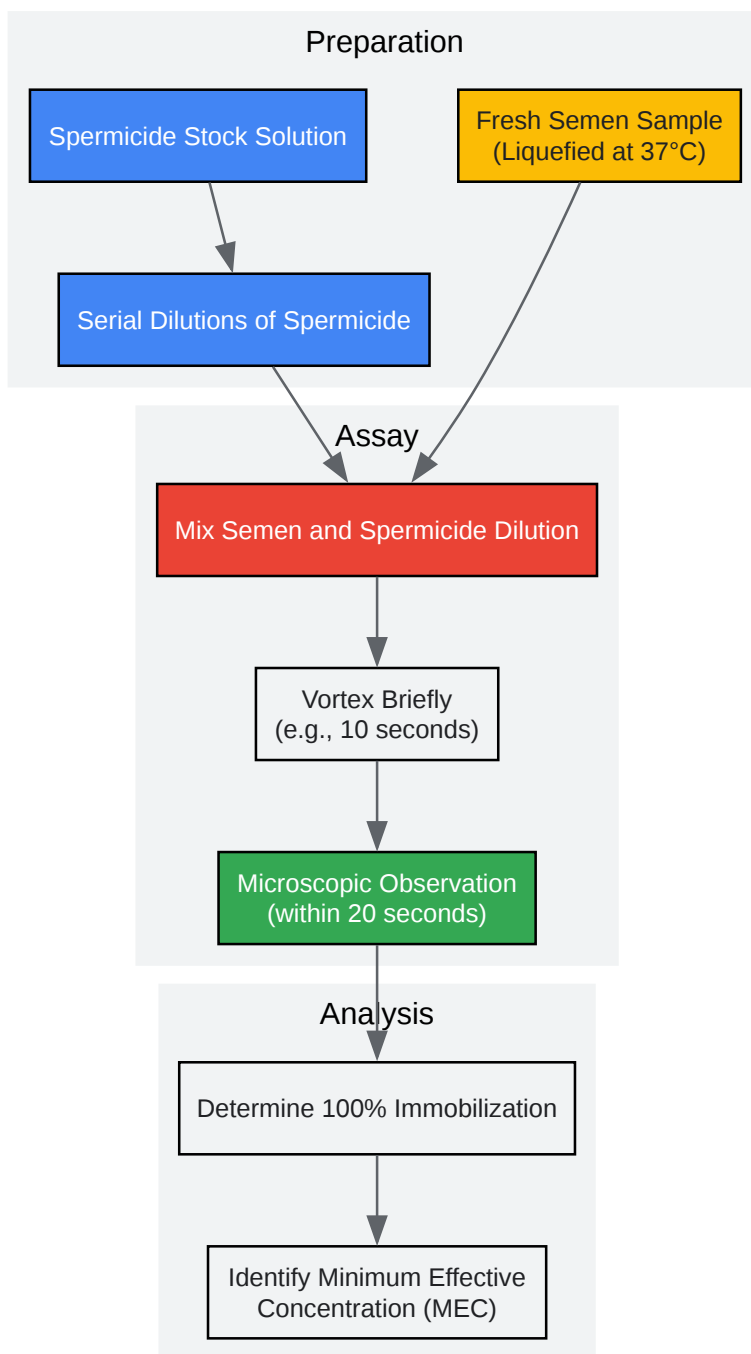 Preparation
Spermicide Stock Solution
Fresh Semen Sample
(Liquefied at 37°C)
Serial Dilutions of Spermicide
Assay
Mix Semen and Spermicide Dilution
Vortex Briefly
(e.g., 10 seconds)
Microscopic Observation
(within 20 seconds)
Analysis
Determine 100% Immobilization
Identify Minimum Effective
Concentration (MEC)